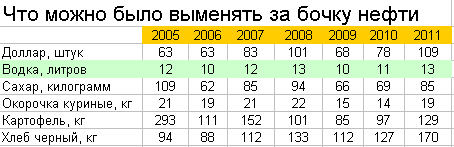 Что можно было выменять за бочку нефти
2005 2006 2007 2008 2009 2010 2011
Доллар, штук 63 63 83 101 68 78 109
Водка, литров 12 10 12 13 10 11 13
Сахар, килограмм 109 62 85 94 66 69 85
Окорочка куриные, кг 21 19 21 22 15 14 19
Картофель, кг 293 111 152 101 85 97 129
Хлеб черный, кг 94 88 112 133 112 127 170